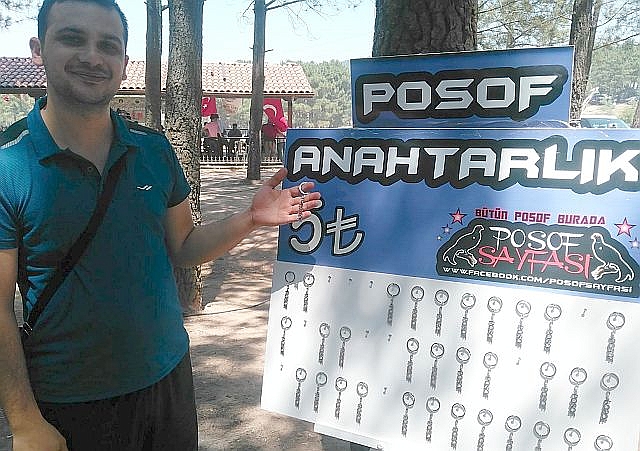 POSOF
ANAHTARLIK
5₺
BÜTÜN POSOF BURADA
POSOF
SAYFASI
WWW.FACEBOOK.COM/POSOFSAYFASI